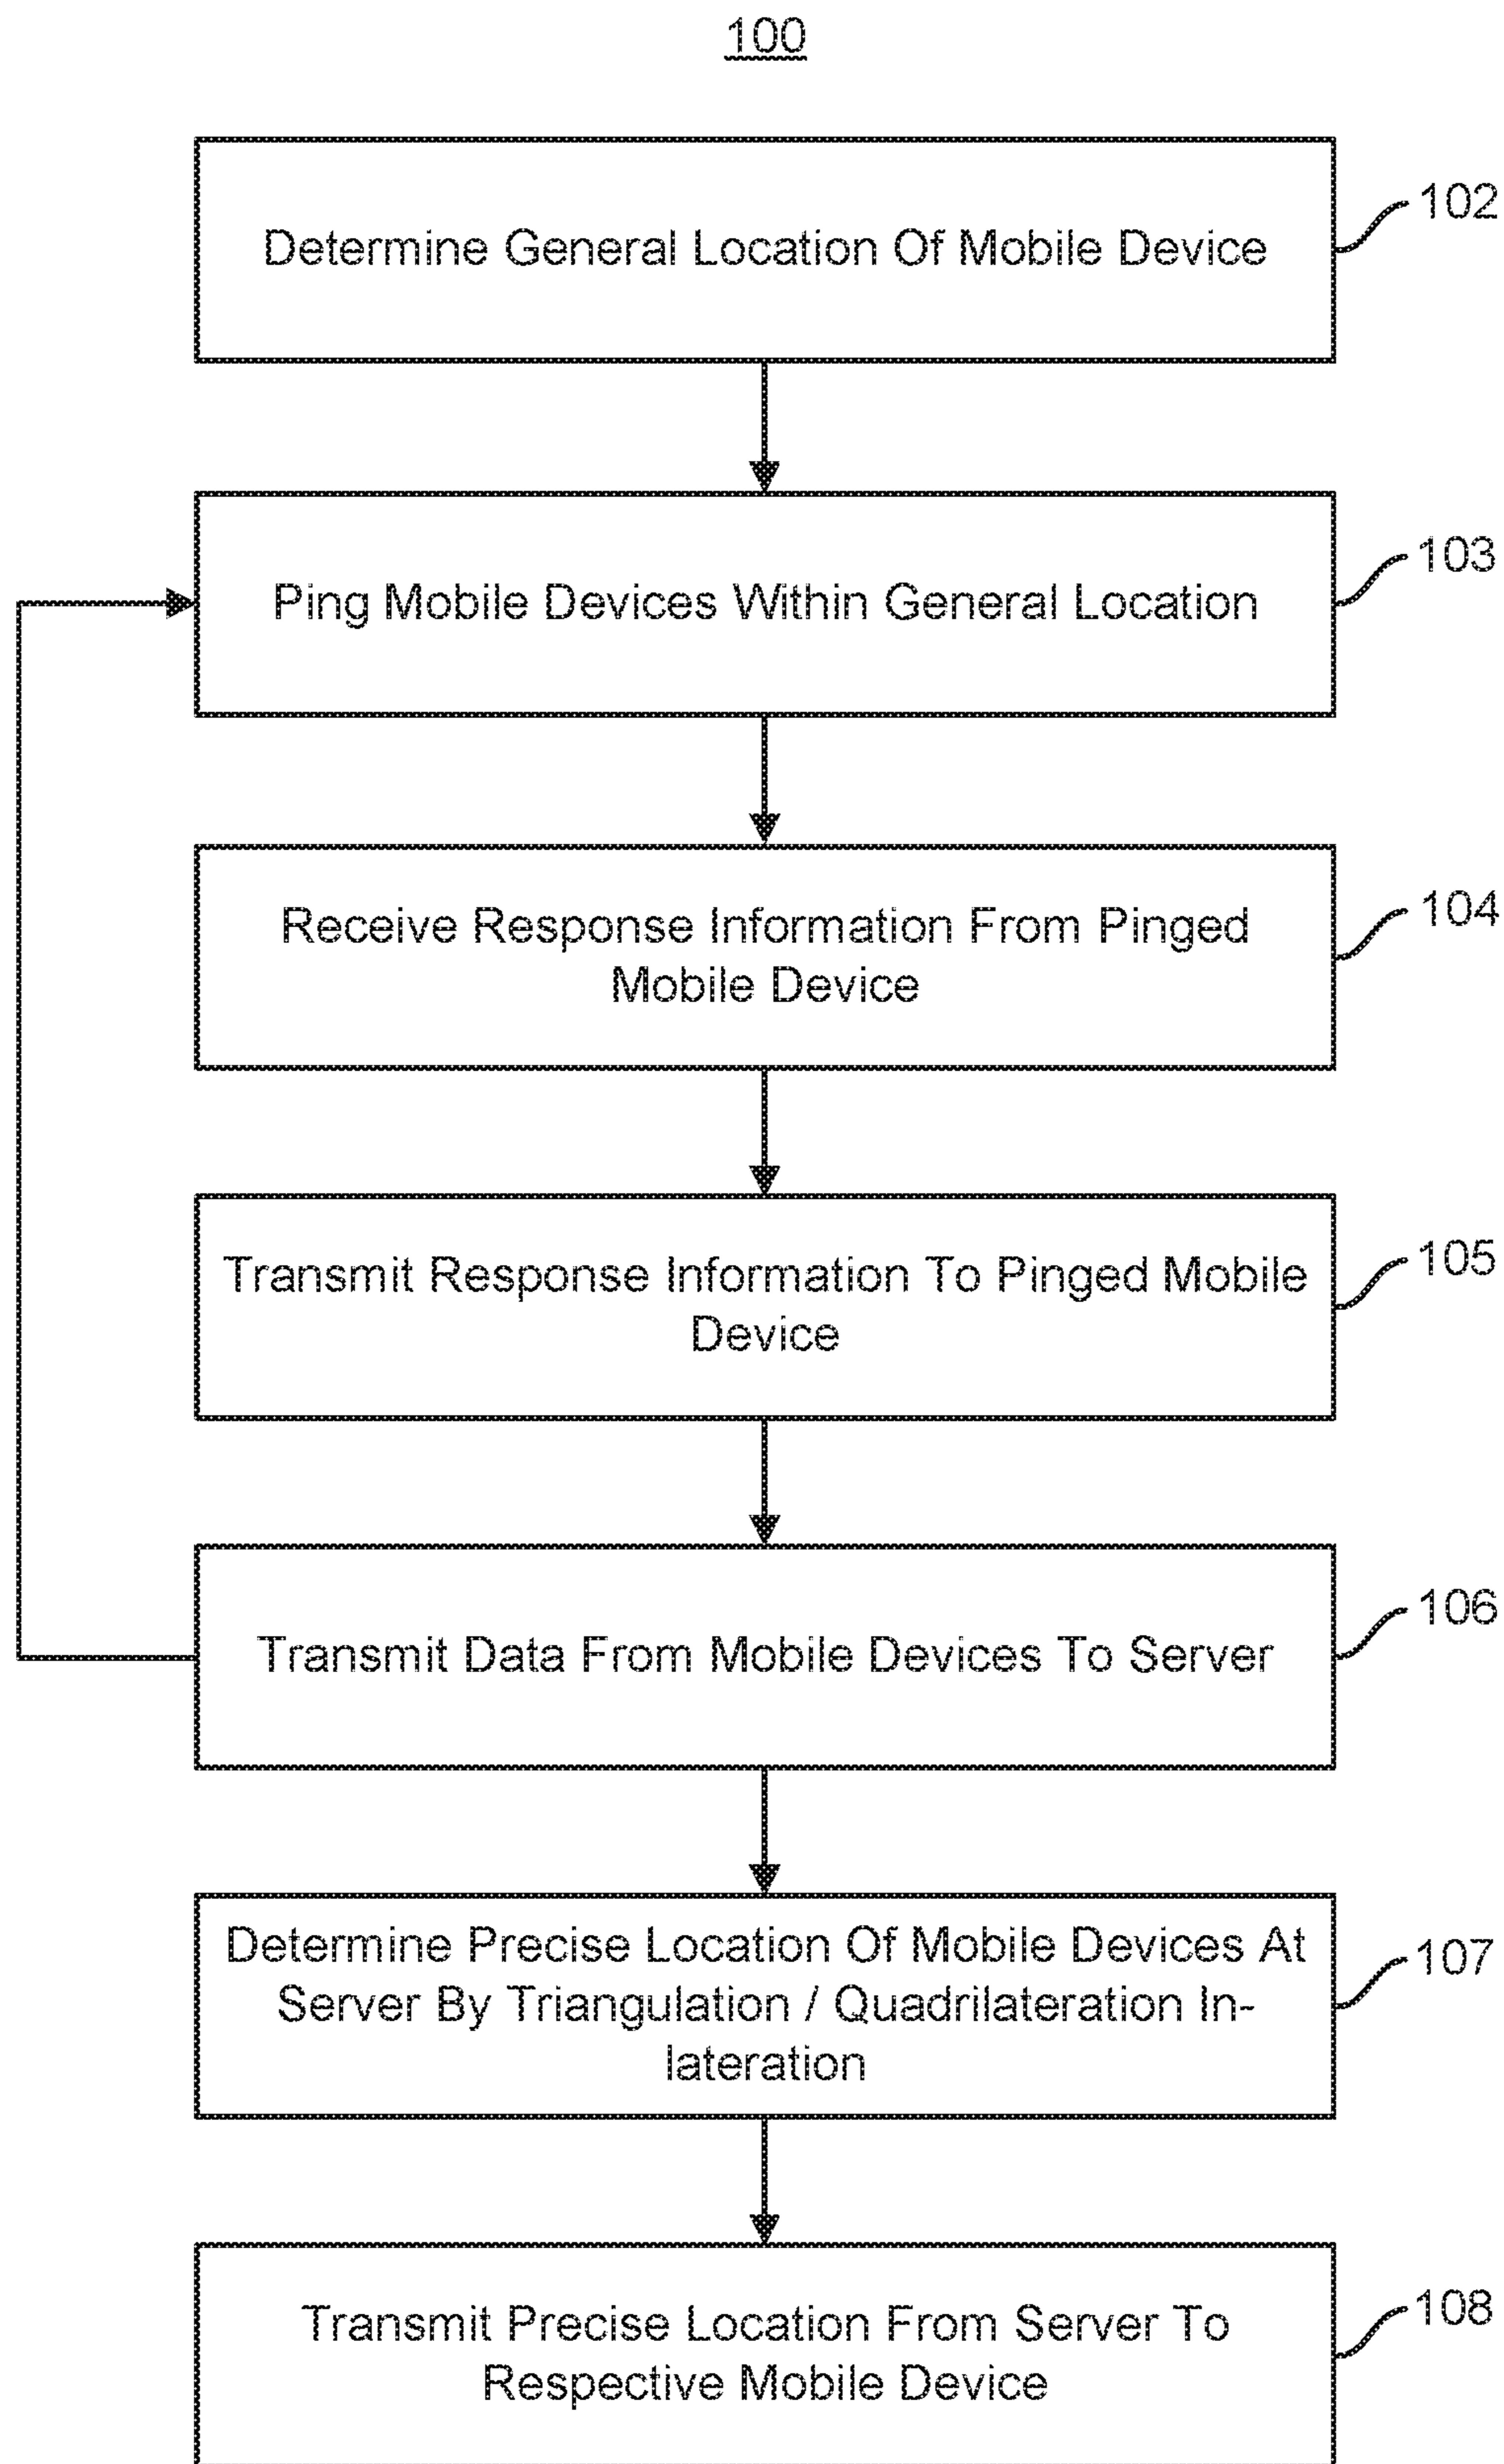 100
Determine General Location Of Mobile Device
102
Ping Mobile Devices Within General Location
103
Receive Response Information From Pinged
Mobile Device
104
Transmit Response Information To Pinged Mobile
Device
105
Transmit Data From Mobile Devices To Server
106
Determine Precise Location Of Mobile Devices At
Server By Triangulation / Quadrilateration In-
lateration
107
Transmit Precise Location From Server To
Respective Mobile Device
108